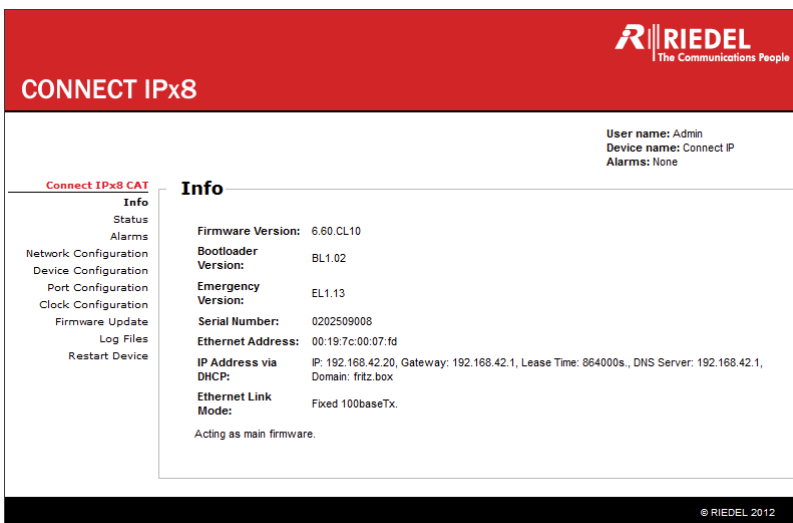 RIEDEL
The Communications People
CONNECT IPx8
User name: Admin
Device name: Connect IP
Alarms: None
Connect IPx8 CAT
Info
Status
Alarms
Network Configuration
Device Configuration
Port Configuration
Clock Configuration
Firmware Update
Log Files
Restart Device
Info
Firmware Version: 6.60.CL10
Bootloader
Version: BL1.02
Emergency
Version: EL1.13
Serial Number: 0202509008
Ethernet Address: 00:19:7c:00:07:fd
IP Address via
DHCP:
IP: 192.168.42.20, Gateway: 192.168.42.1, Lease Time: 864000s., DNS Server: 192.168.42.1,
Domain: fritz.box
Ethernet Link
Mode: Fixed 100baseTx.
Acting as main firmware.
© RIEDEL 2012